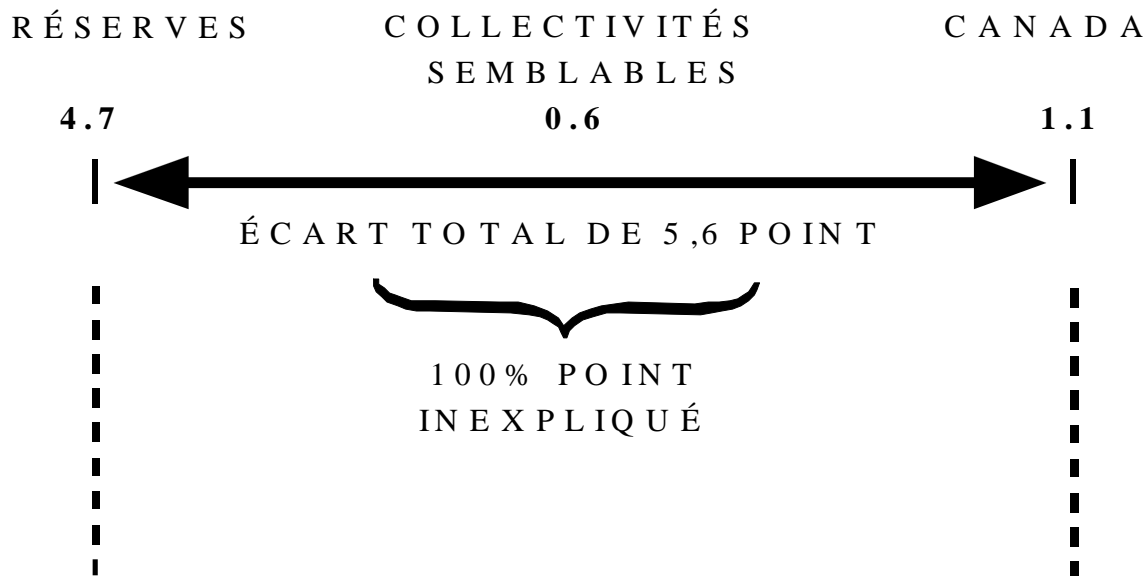 RÉSERVES COLLECTIVITÉS CANADA
SEMBLABLES
4.7 0.6 1.1
ÉCART TOTAL DE 5,6 POINT
100% POINT
INEXPLIQUÉ